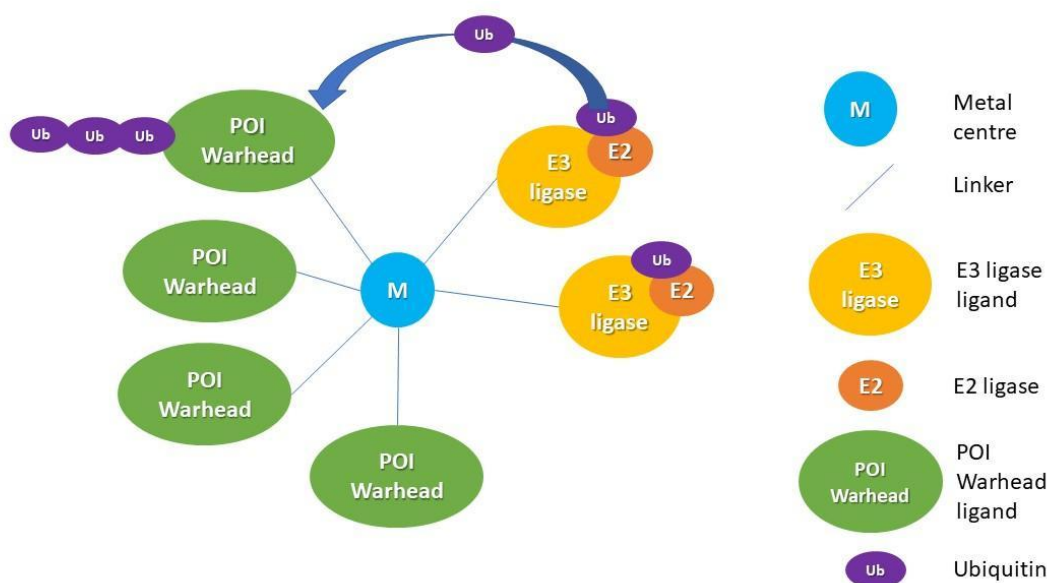 Ub
Ub
Ub
Ub
POI
Warhead
Ub
E2
E3
ligase
POI
Warhead
M
Ub
E2
E3
ligase
POI
Warhead
POI
Warhead
M
Metal
centre
Linker
E3
ligase
E3 ligase
ligand
E2
E2 ligase
POI
Warhead
POI
Warhead
ligand
Ub
Ubiquitin